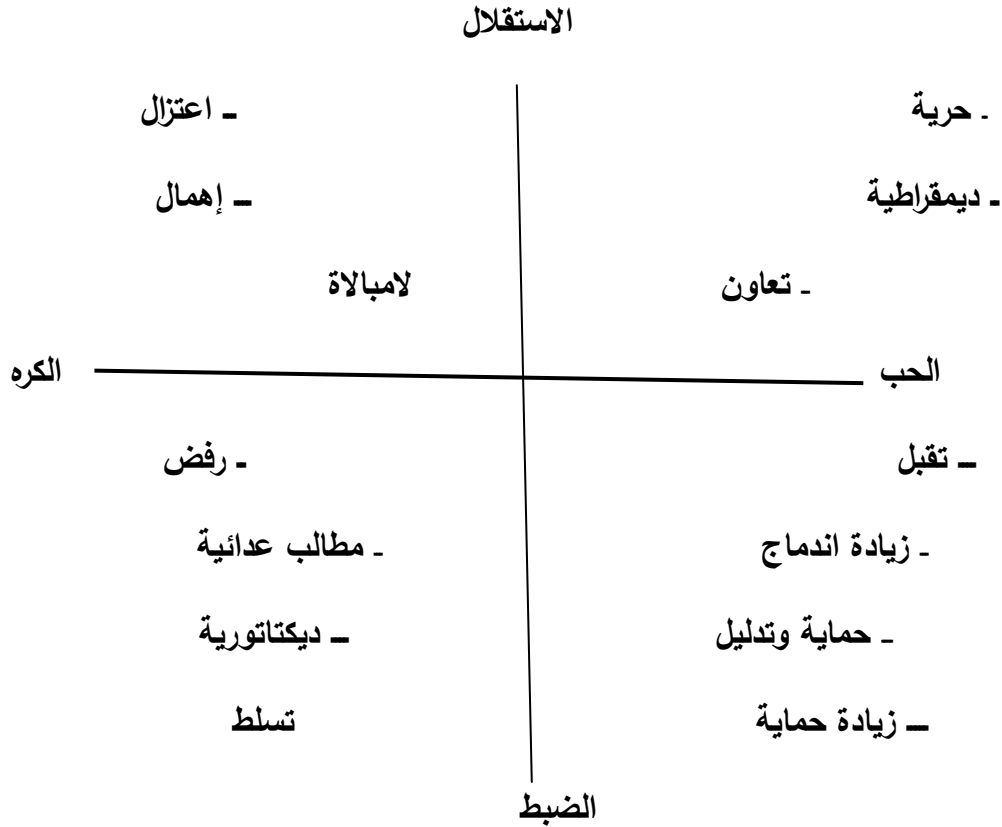 الاستقلال
- حرية – اعتزال
- ديمقراطية – إهمال
- تعاون لامبالاة
الحب الكره
– تقبل - رفض
- زيادة اندماج - مطالب عدائية
- حماية وتدليل – ديكتاتورية
– زيادة حماية تسلط
الضبط